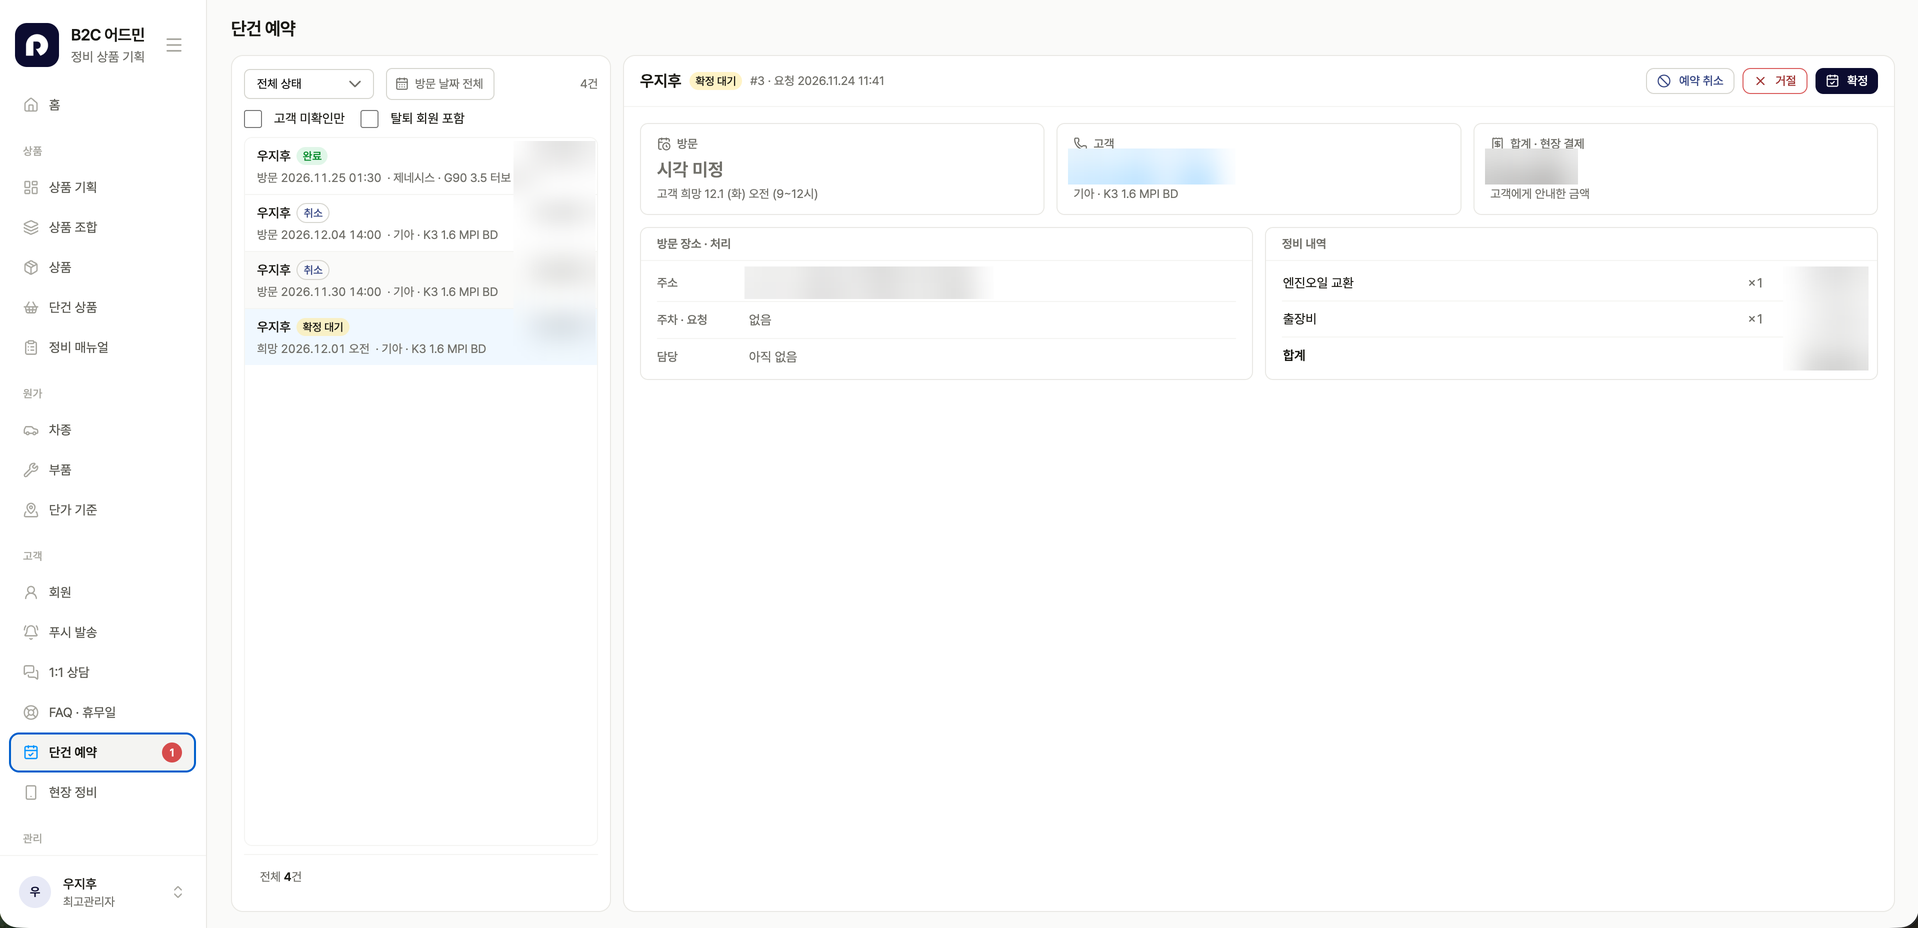 B2C 어드민
정비 상품 기획
홈
상품
상품 기획
상품 조합
상품
단건 상품
정비 매뉴얼
원가
차종
부품
단가 기준
고객
회원
푸시 발송
1:1 상담
FAQ · 휴무일
단건 예약 1
현장 정비
관리
우 우지후
최고관리자
단건 예약
전체 상태 방문 날짜 전체 4건
고객 미확인만 탈퇴 회원 포함
우지후 완료
방문 2026.11.25 01:30 · 제네시스 · G90 3.5 터보
우지후 취소
방문 2026.12.04 14:00 · 기아 · K3 1.6 MPI BD
우지후 취소
방문 2026.11.30 14:00 · 기아 · K3 1.6 MPI BD
우지후 확정 대기
희망 2026.12.01 오전 · 기아 · K3 1.6 MPI BD
전체 4건
우지후 확정 대기 #3 · 요청 2026.11.24 11:41 예약 취소 거절 확정
방문
시각 미정
고객 희망 12.1 (화) 오전 (9~12시)
고객
기아 · K3 1.6 MPI BD
합계 · 현장 결제
고객에게 안내한 금액
방문 장소 · 처리
주소
주차 · 요청 없음
담당 아직 없음
정비 내역
엔진오일 교환 ×1
출장비 ×1
합계